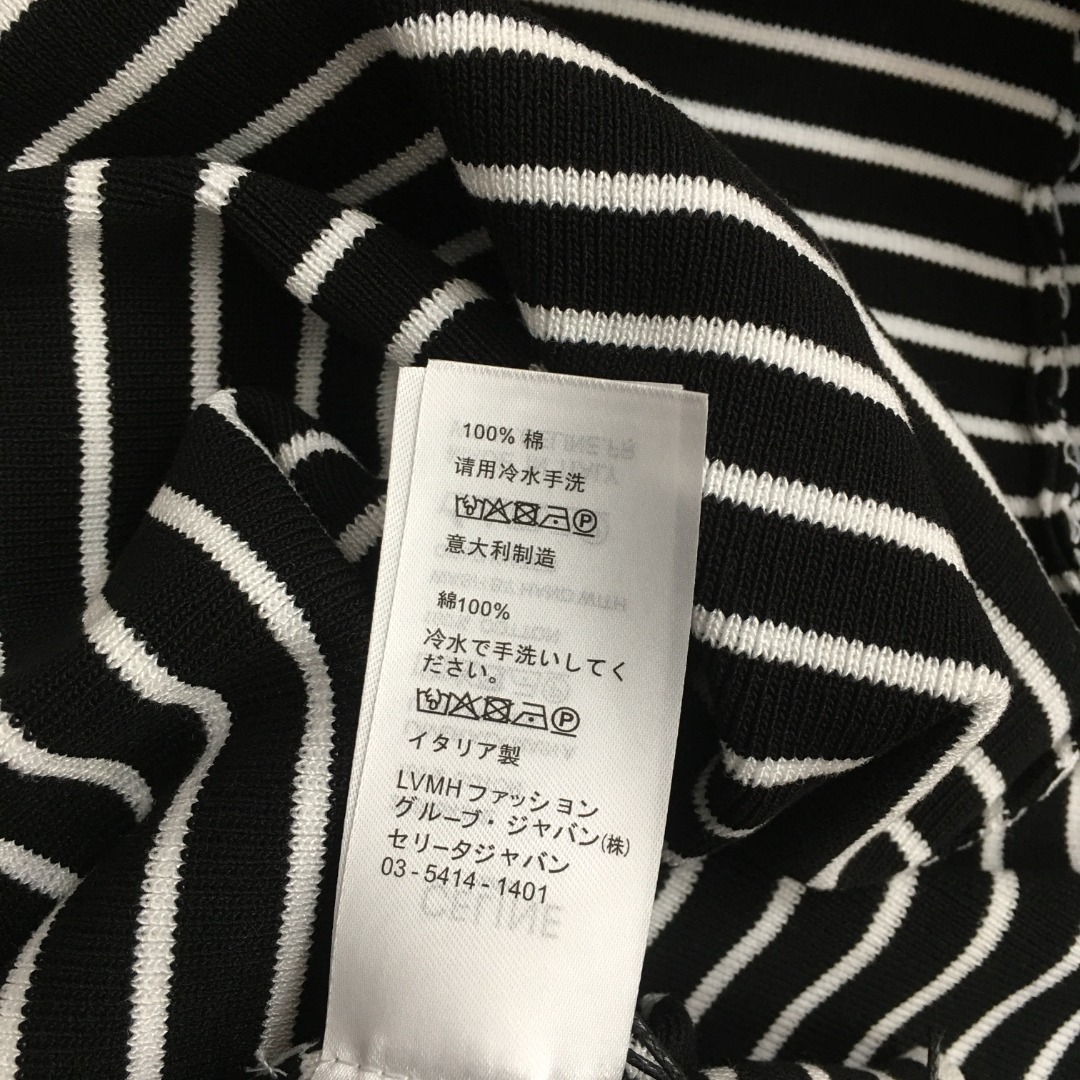 100% 棉
请用冷水手洗
P
意大利制造
綿100%
冷水で手洗いしてく
ださい。
P
イタリア製
LVMHファッション
グループ・ジャパン(株)
セリータジャパン
03-5414-1401
CELINE